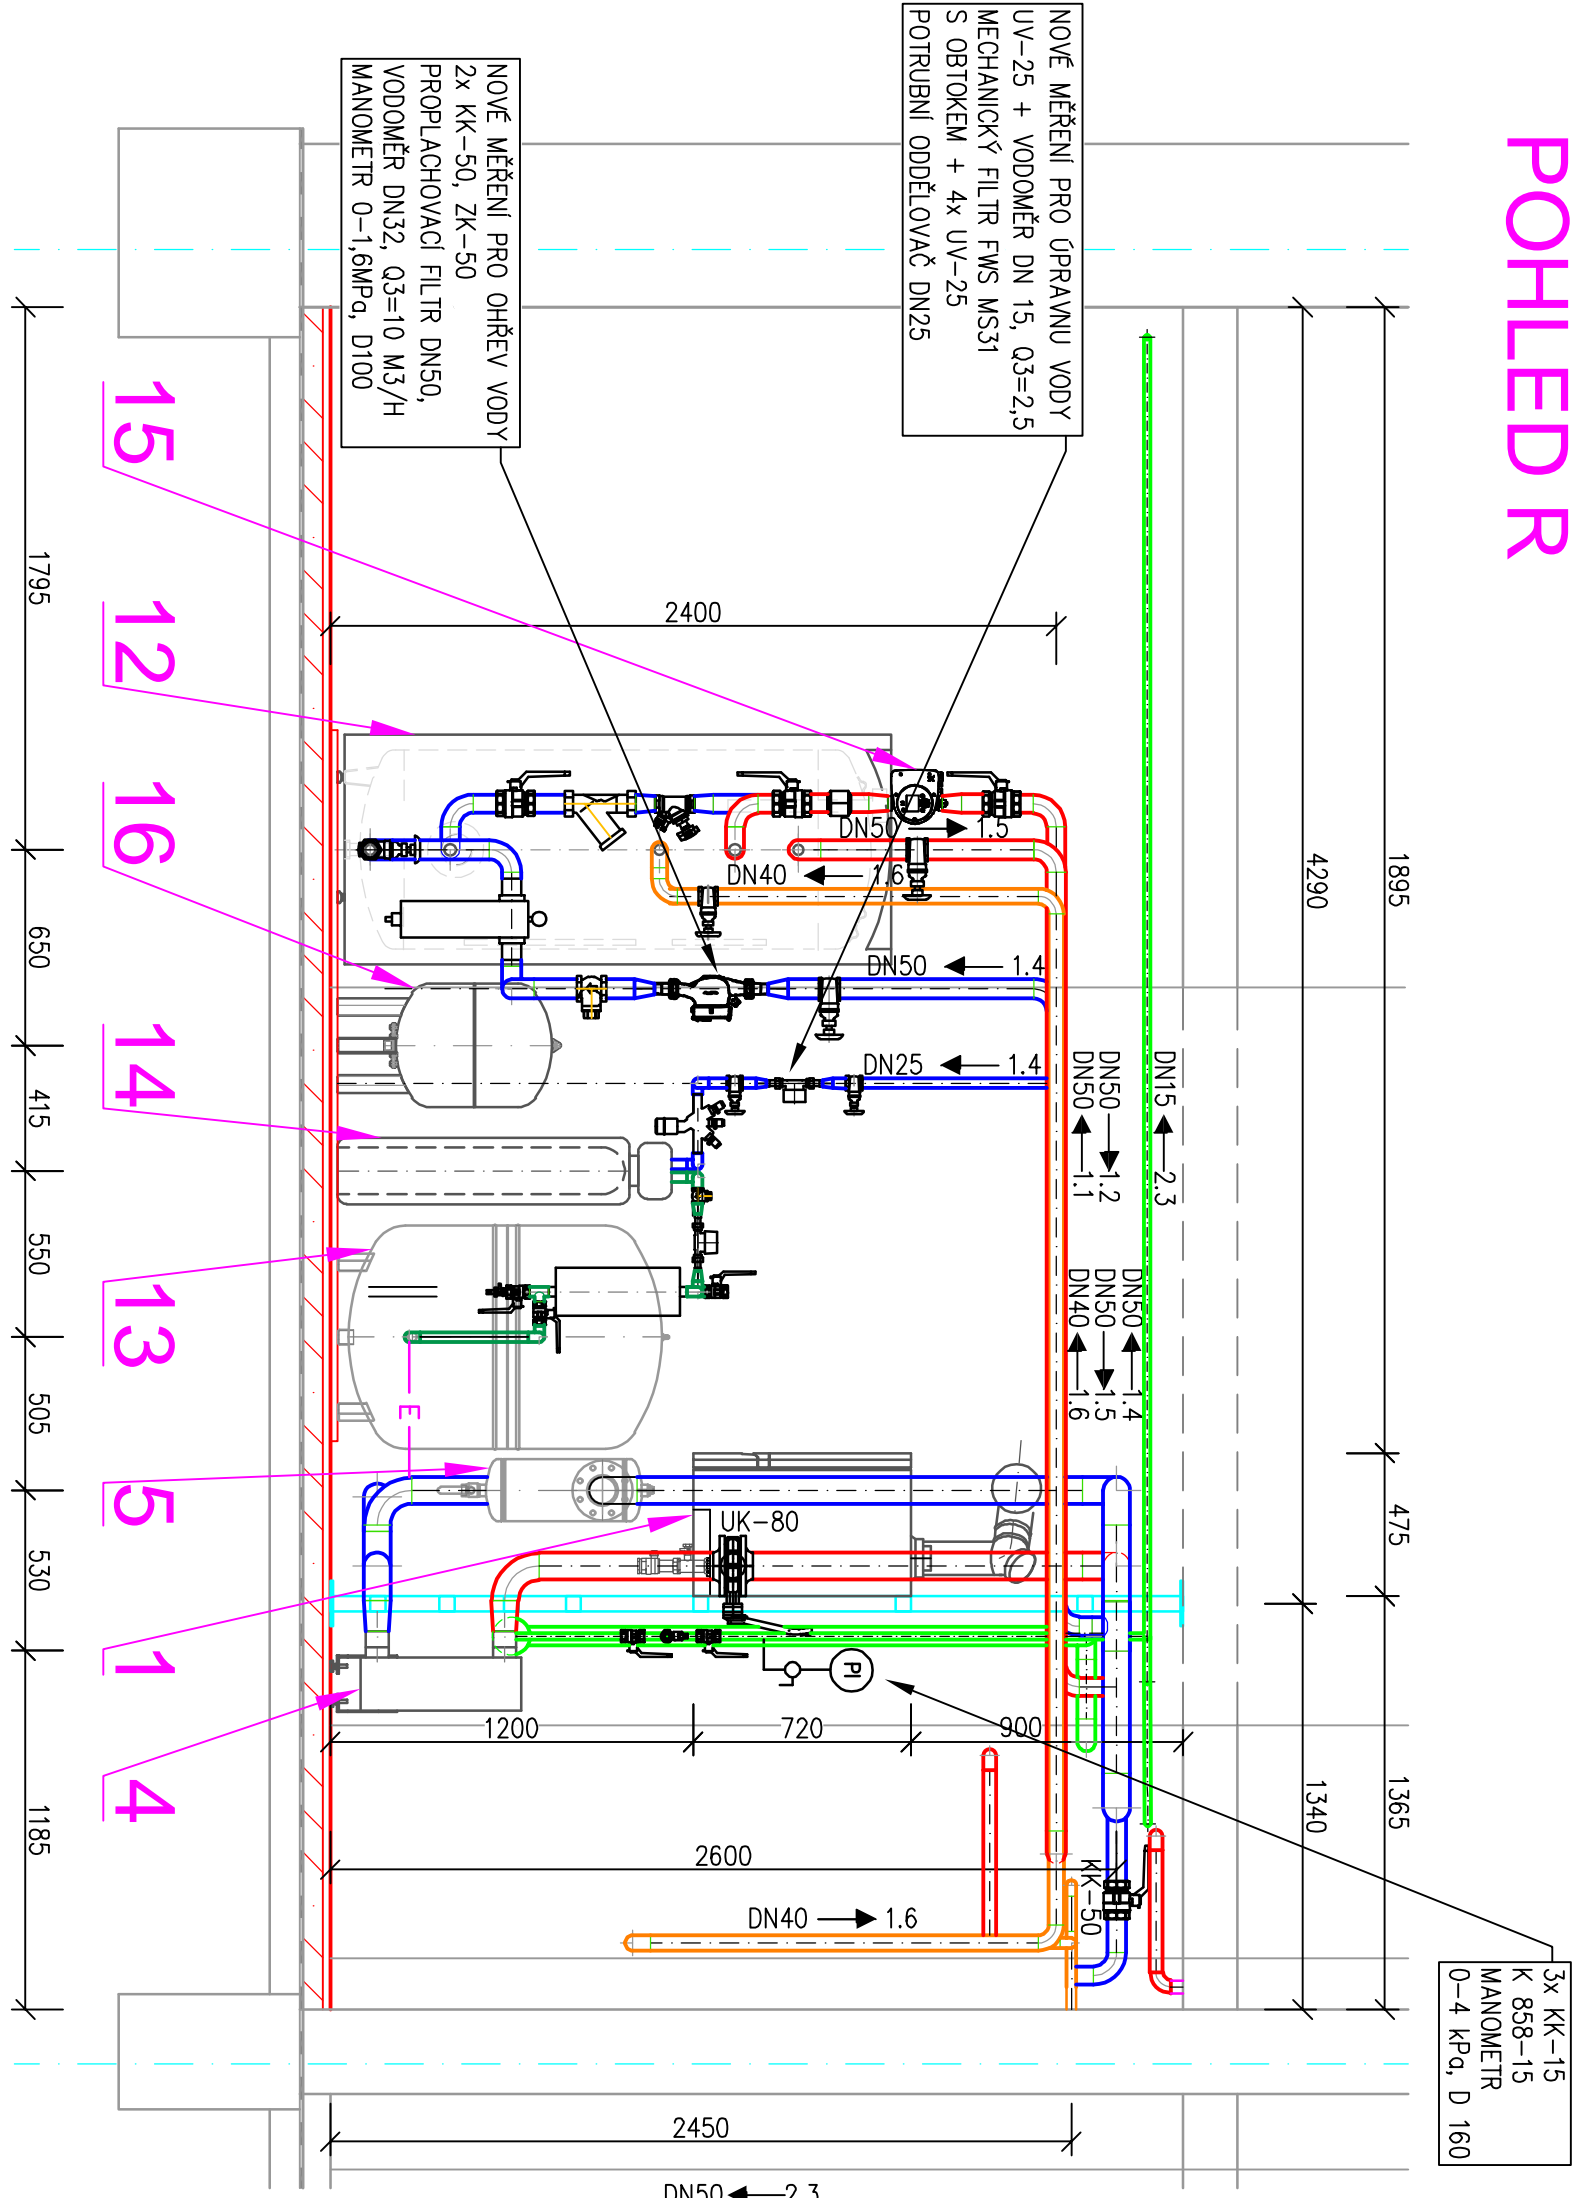 POHLED R
NOVÉ MĚŘENÍ PRO ÚPRAVNU VODY
UV-25 + VODOMĚR DN 15, Q3=2,5
MECHANICKÝ FILTR FWS MS31
S OBTOKEM + 4x UV-25
POTRUBNÍ ODDĚLOVAČ DN25
NOVÉ MĚŘENÍ PRO OHŘEV VODY
2x KK-50, ZK-50
PROPLACHOVACÍ FILTR DN50,
VODOMĚR DN32, Q3=10 M3/H
MANOMETR 0-1,6MPa, D100
3x KK-15
K 858-15
MANOMETR
0-4 kPa, D 160
1895
475
1365
4290
1340
DN15 2.3
DN50 1.2
DN50 1.1
DN50 1.4
DN50 1.5
DN40 1.6
KK-50
2400
DN50 1.5
DN40 1.6
DN50 1.4
DN25 1.4
UK-80
PI
E
1200
720
900
2600
DN40 1.6
2450
DN50 2.3
15
12
16
14
13
5
1
4
1795
650
415
550
505
530
1185